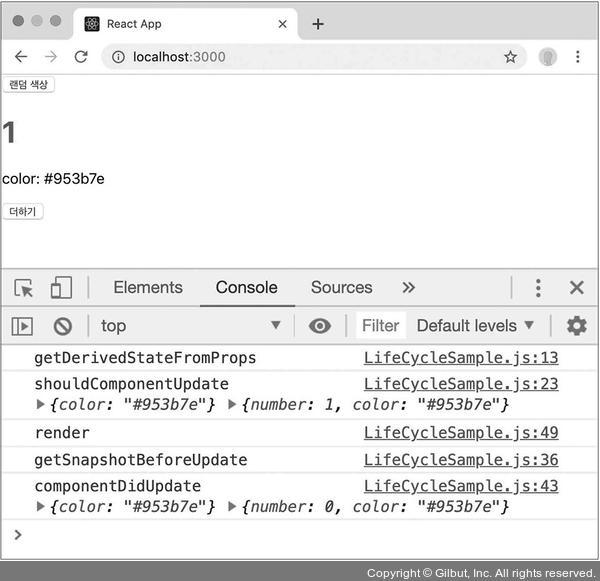 React App
localhost:3000
랜덤 색상
1
color: #953b7e
더하기
Elements Console Sources
top Filter Default levels ▼
getDerivedStateFromProps LifeCycleSample.js:13
shouldComponentUpdate LifeCycleSample.js:23
▶{color: "#953b7e"} ▶{number: 1, color: "#953b7e"}
render LifeCycleSample.js:49
getSnapshotBeforeUpdate LifeCycleSample.js:36
componentDidUpdate LifeCycleSample.js:43
▶{color: "#953b7e"} ▶{number: 0, color: "#953b7e"}
Copyright © Gilbut, Inc. All rights reserved.